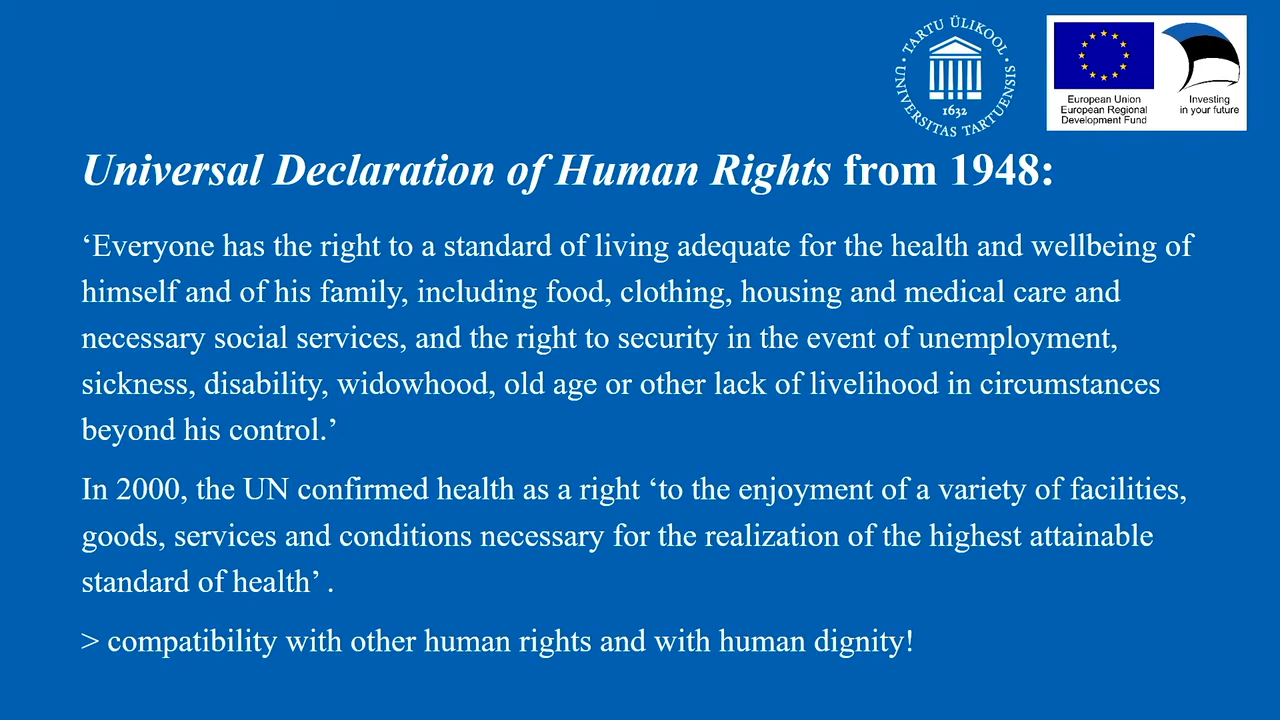 TARTU ÜLIKOOL
UNIVERSITAS TARTUENSIS
1632
European Union
European Regional
Development Fund
Investing
in your future
Universal Declaration of Human Rights from 1948:
‘Everyone has the right to a standard of living adequate for the health and wellbeing of
himself and of his family, including food, clothing, housing and medical care and
necessary social services, and the right to security in the event of unemployment,
sickness, disability, widowhood, old age or other lack of livelihood in circumstances
beyond his control.’
In 2000, the UN confirmed health as a right ‘to the enjoyment of a variety of facilities,
goods, services and conditions necessary for the realization of the highest attainable
standard of health’ .
> compatibility with other human rights and with human dignity!